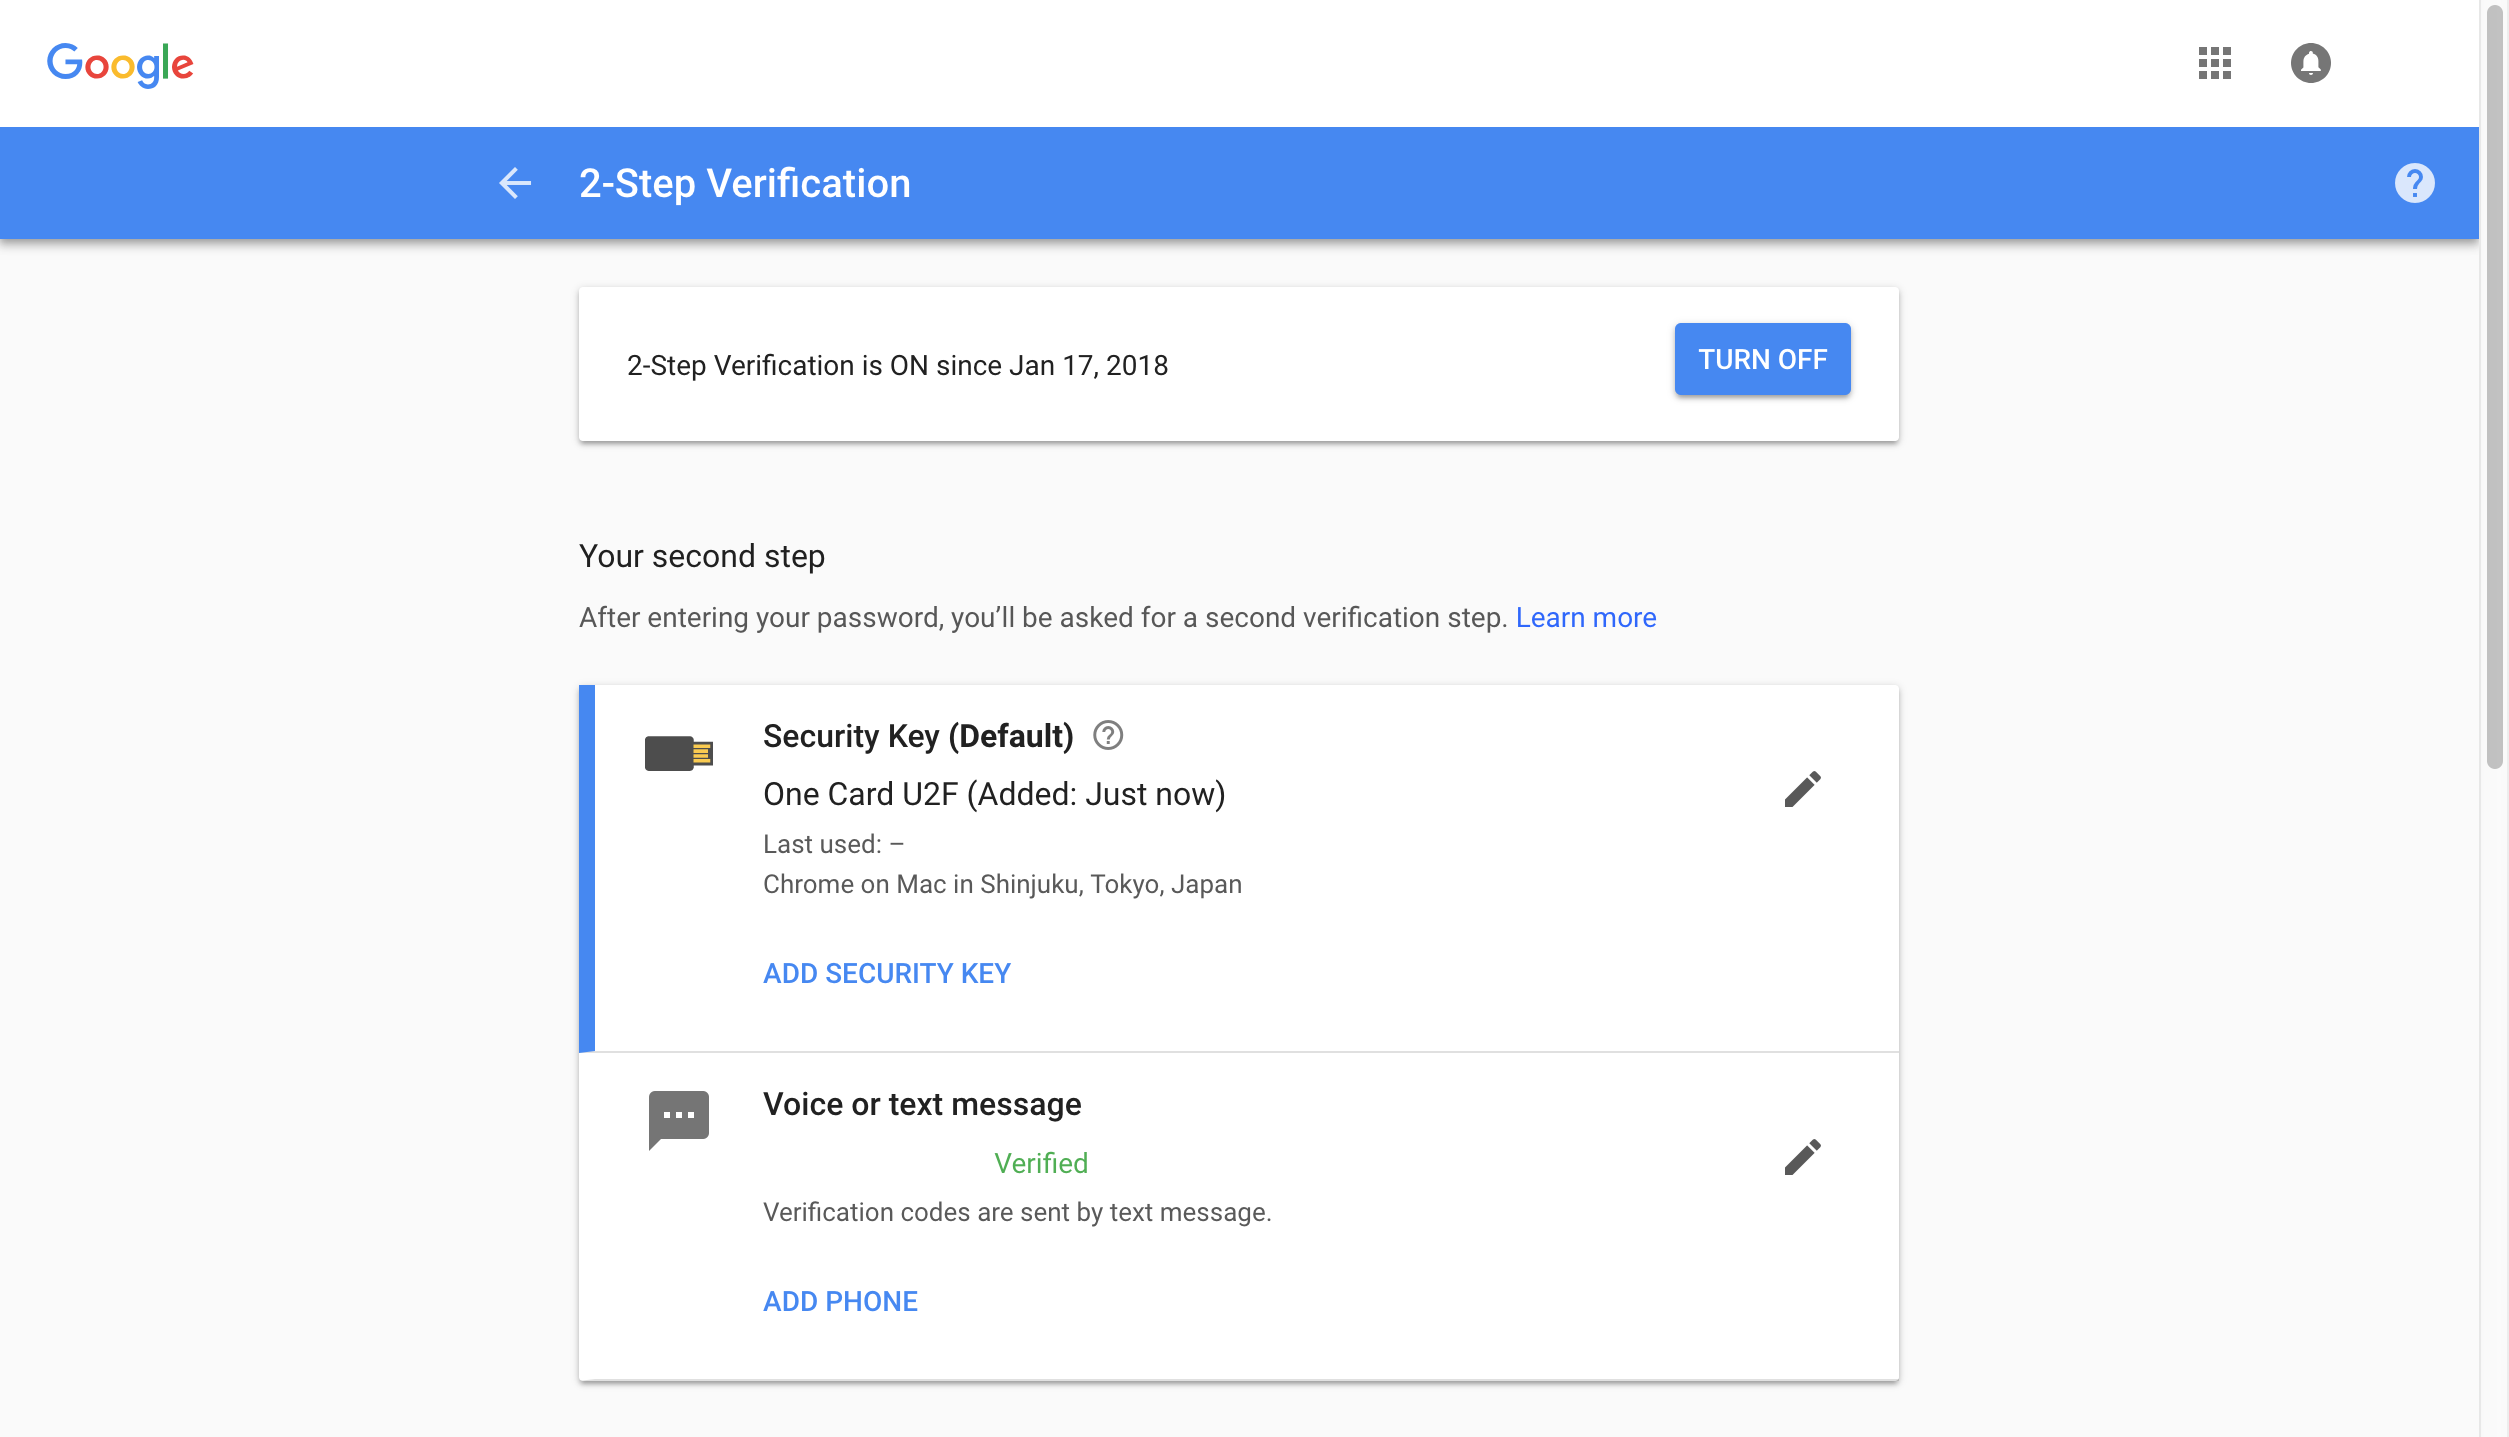 Google
2-Step Verification
2-Step Verification is ON since Jan 17, 2018
TURN OFF
Your second step
After entering your password, you’ll be asked for a second verification step. Learn more
Security Key (Default)
One Card U2F (Added: Just now)
Last used: –
Chrome on Mac in Shinjuku, Tokyo, Japan
ADD SECURITY KEY
Voice or text message
Verified
Verification codes are sent by text message.
ADD PHONE